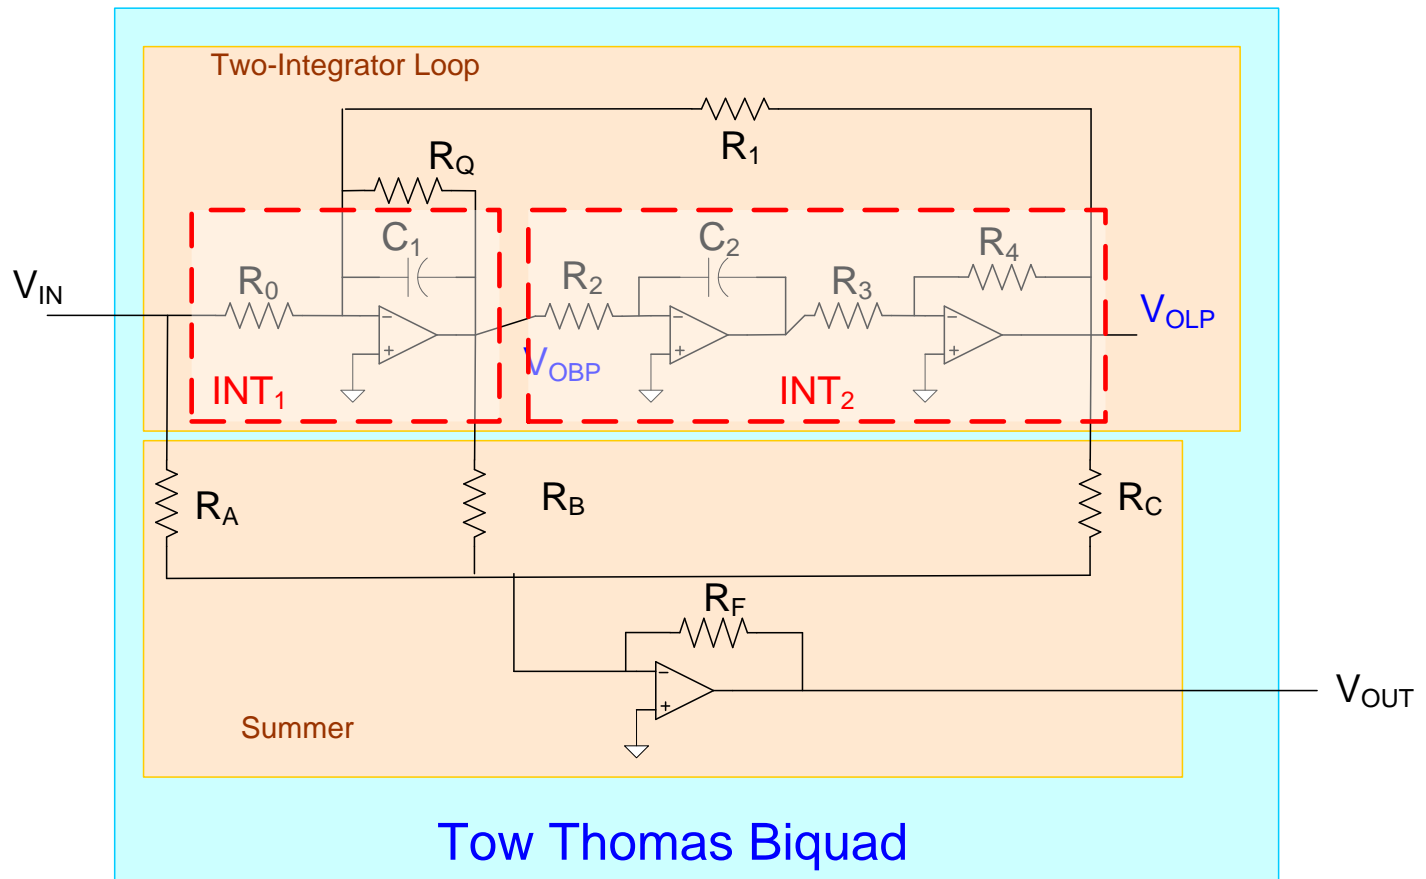 Two-Integrator Loop
R1
RQ
C1
C2
R4
R0
R2
R3
VIN
VOLP
VOBP
INT1
INT2
RA
RB
RC
RF
VOUT
Summer
Tow Thomas Biquad